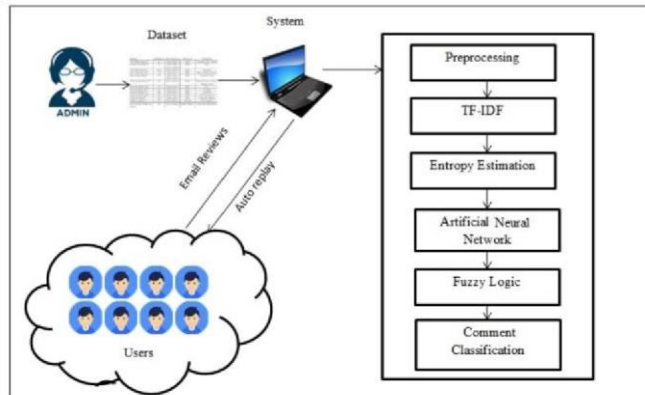 System
Dataset
ADMIN
Email Reviews
Auto replay
Users
Preprocessing
TF-IDF
Entropy Estimation
Artificial Neural
Network
Fuzzy Logic
Comment
Classification